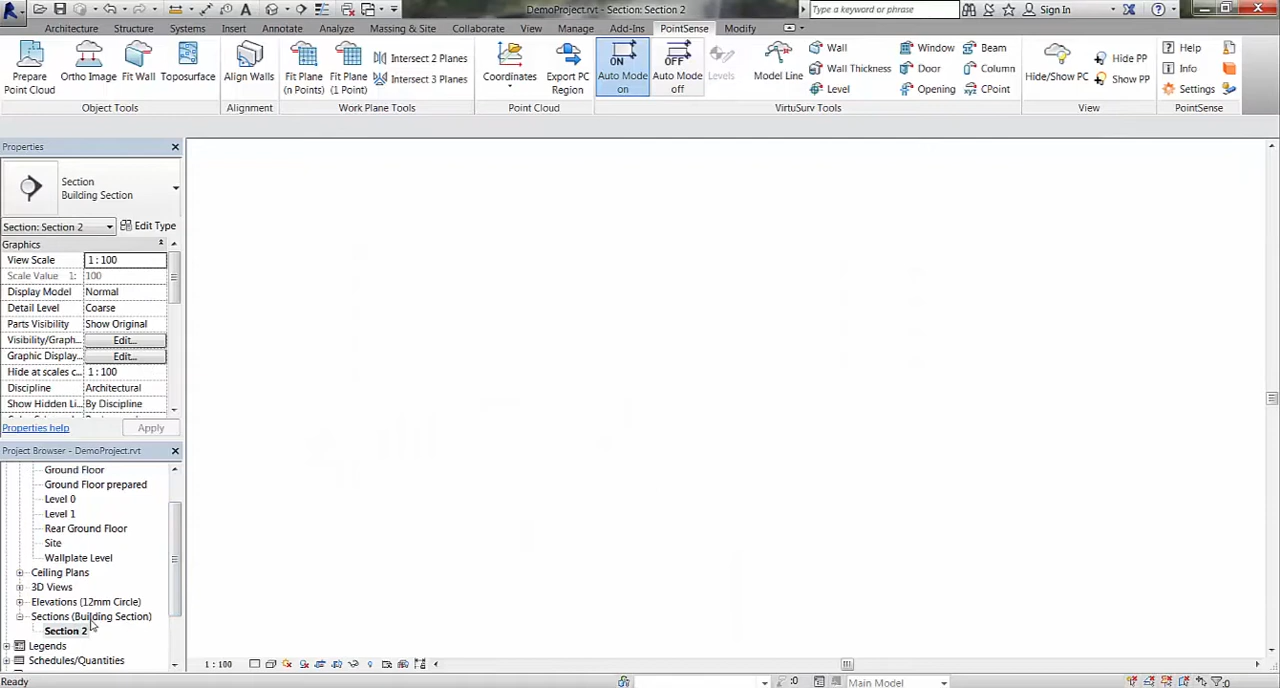 DemoProject.rvt - Section: Section 2
Type a keyword or phrase
Sign In
Architecture Structure Systems Insert Annotate Analyze Massing & Site Collaborate View Manage Add-Ins PointSense Modify
Prepare Point Cloud
Ortho Image
Fit Wall
Toposurface
Align Walls
Fit Plane (n Points)
Fit Plane (1 Point)
Intersect 2 Planes
Intersect 3 Planes
Coordinates
Export PC Region
ON
Auto Mode on
OFF
Auto Mode off
Levels
Model Line
Wall
Wall Thickness
Level
Window
Door
Opening
Beam
Column
CPoint
Hide/Show PC
Hide PP
Show PP
Help
Info
Settings
Object Tools
Alignment
Work Plane Tools
Point Cloud
VirtuSurv Tools
View
PointSense
Properties
Section
Building Section
Section: Section 2
Edit Type
Graphics
View Scale 1 : 100
Scale Value 1: 100
Display Model Normal
Detail Level Coarse
Parts Visibility Show Original
Visibility/Graph... Edit...
Graphic Display... Edit...
Hide at scales c... 1 : 100
Discipline Architectural
Show Hidden Li... By Discipline
Properties help
Apply
Project Browser - DemoProject.rvt
Ground Floor
Ground Floor prepared
Level 0
Level 1
Rear Ground Floor
Site
Wallplate Level
Ceiling Plans
3D Views
Elevations (12mm Circle)
Sections (Building Section)
Section 2
Legends
Schedules/Quantities
1 : 100
Ready
:0
Main Model
:0